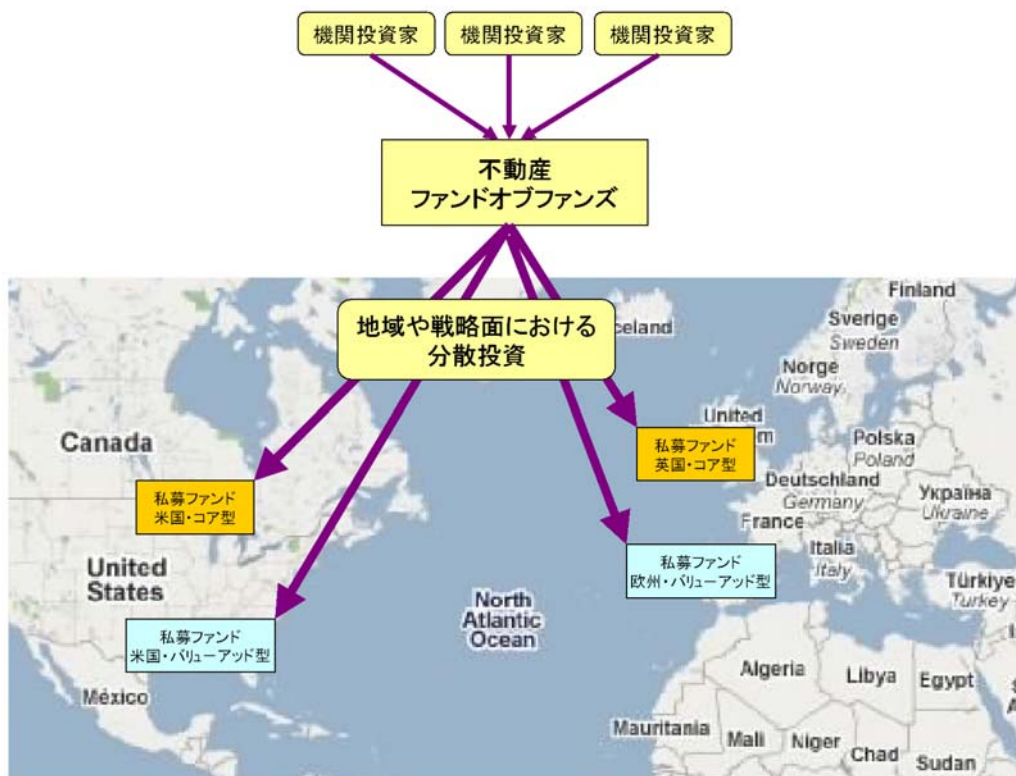 機関投資家
機関投資家
機関投資家
不動産
ファンドオブファンズ
地域や戦略面における
分散投資
celand
Finland
Sverige
Sweden
Norge
Norway
United
Canada
私募ファンド
英国・コア型
Polska
Poland
Deutschland
Germany
Україна
Ukraine
私募ファンド
米国・コア型
France
United
States
Italia
Italy
私募ファンド
欧州・バリューアッド型
Türkiye
Turkey
North
Atlantic
Ocean
私募ファンド
米国・バリューアッド型
México
Algeria
Libya
Egypt
Mauritania
Mali
Niger
Chad
Sudan